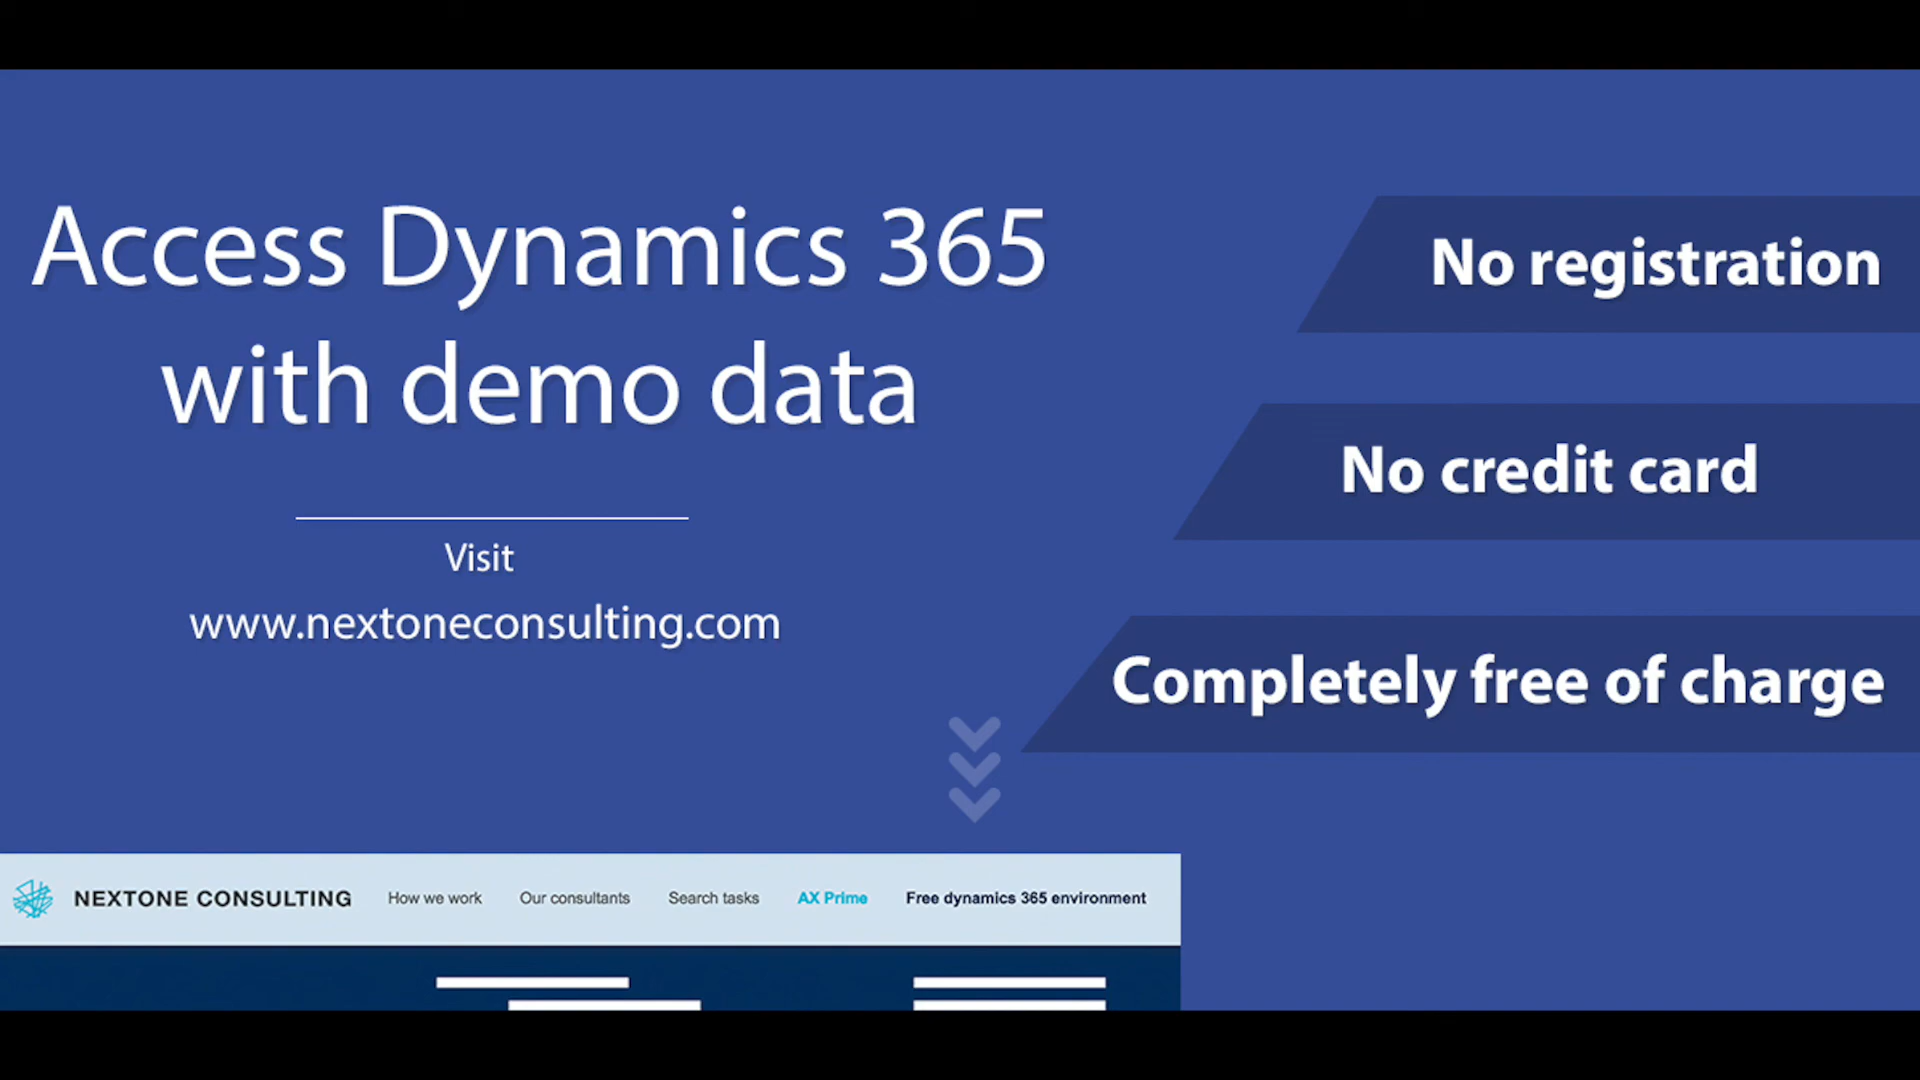 Access Dynamics 365
with demo data
Visit
www.nextoneconsulting.com
No registration
No credit card
Completely free of charge
NEXTONE CONSULTING How we work Our consultants Search tasks AX Prime Free dynamics 365 environment